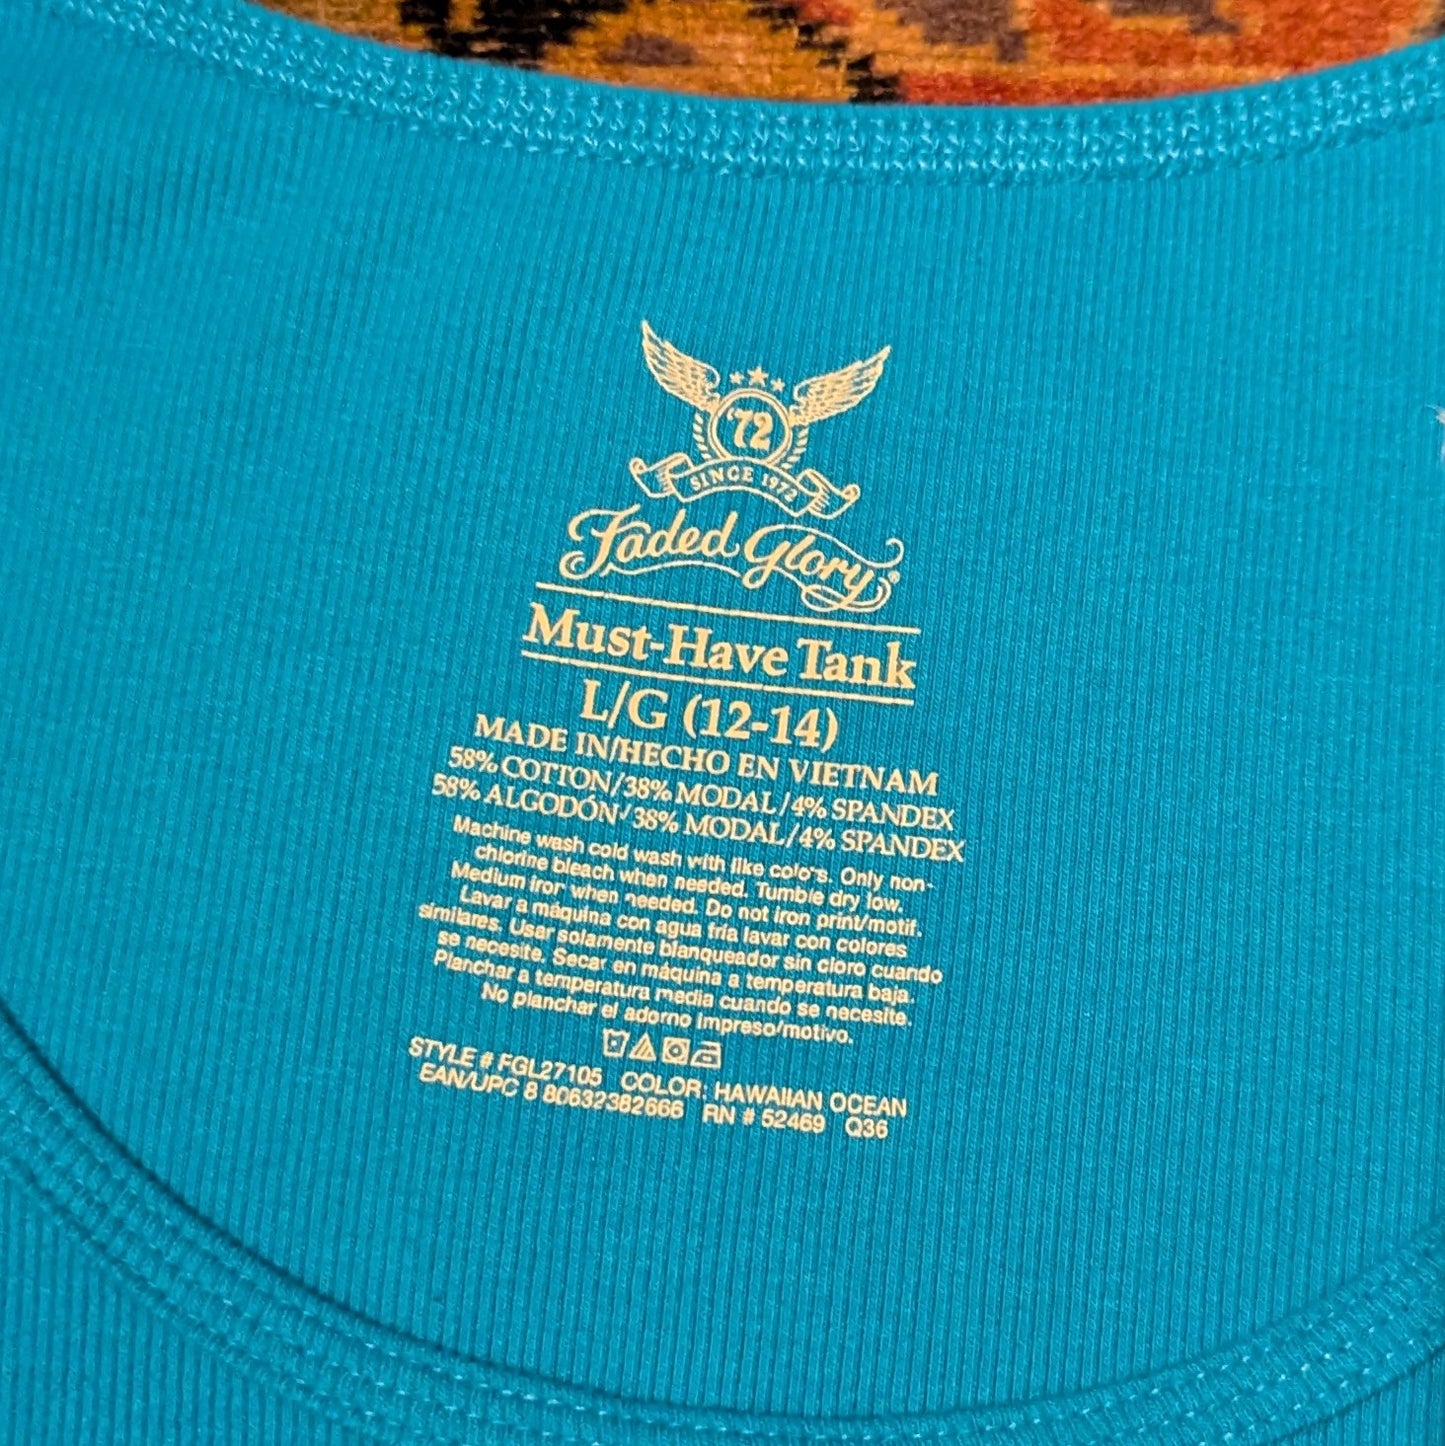 '72
SINCE 1972
Faded Glory®
Must-Have Tank
L/G (12-14)
MADE IN/HECHO EN VIETNAM
58% COTTON/38% MODAL/4% SPANDEX
58% ALGODÓN/38% MODAL/4% SPANDEX
Machine wash cold wash with like colors. Only non-
chlorine bleach when needed. Tumble dry low.
Medium iron when needed. Do not iron print/motif.
Lavar a máquina con agua fría lavar con colores
similares. Usar solamente blanqueador sin cloro cuando
se necesite. Secar en máquina a temperatura baja.
Planchar a temperatura media cuando se necesite.
No planchar el adorno impreso/motivo.
STYLE # FGL27105 COLOR: HAWAIIAN OCEAN
EAN/UPC 8 80632382666 RN # 52469 Q36